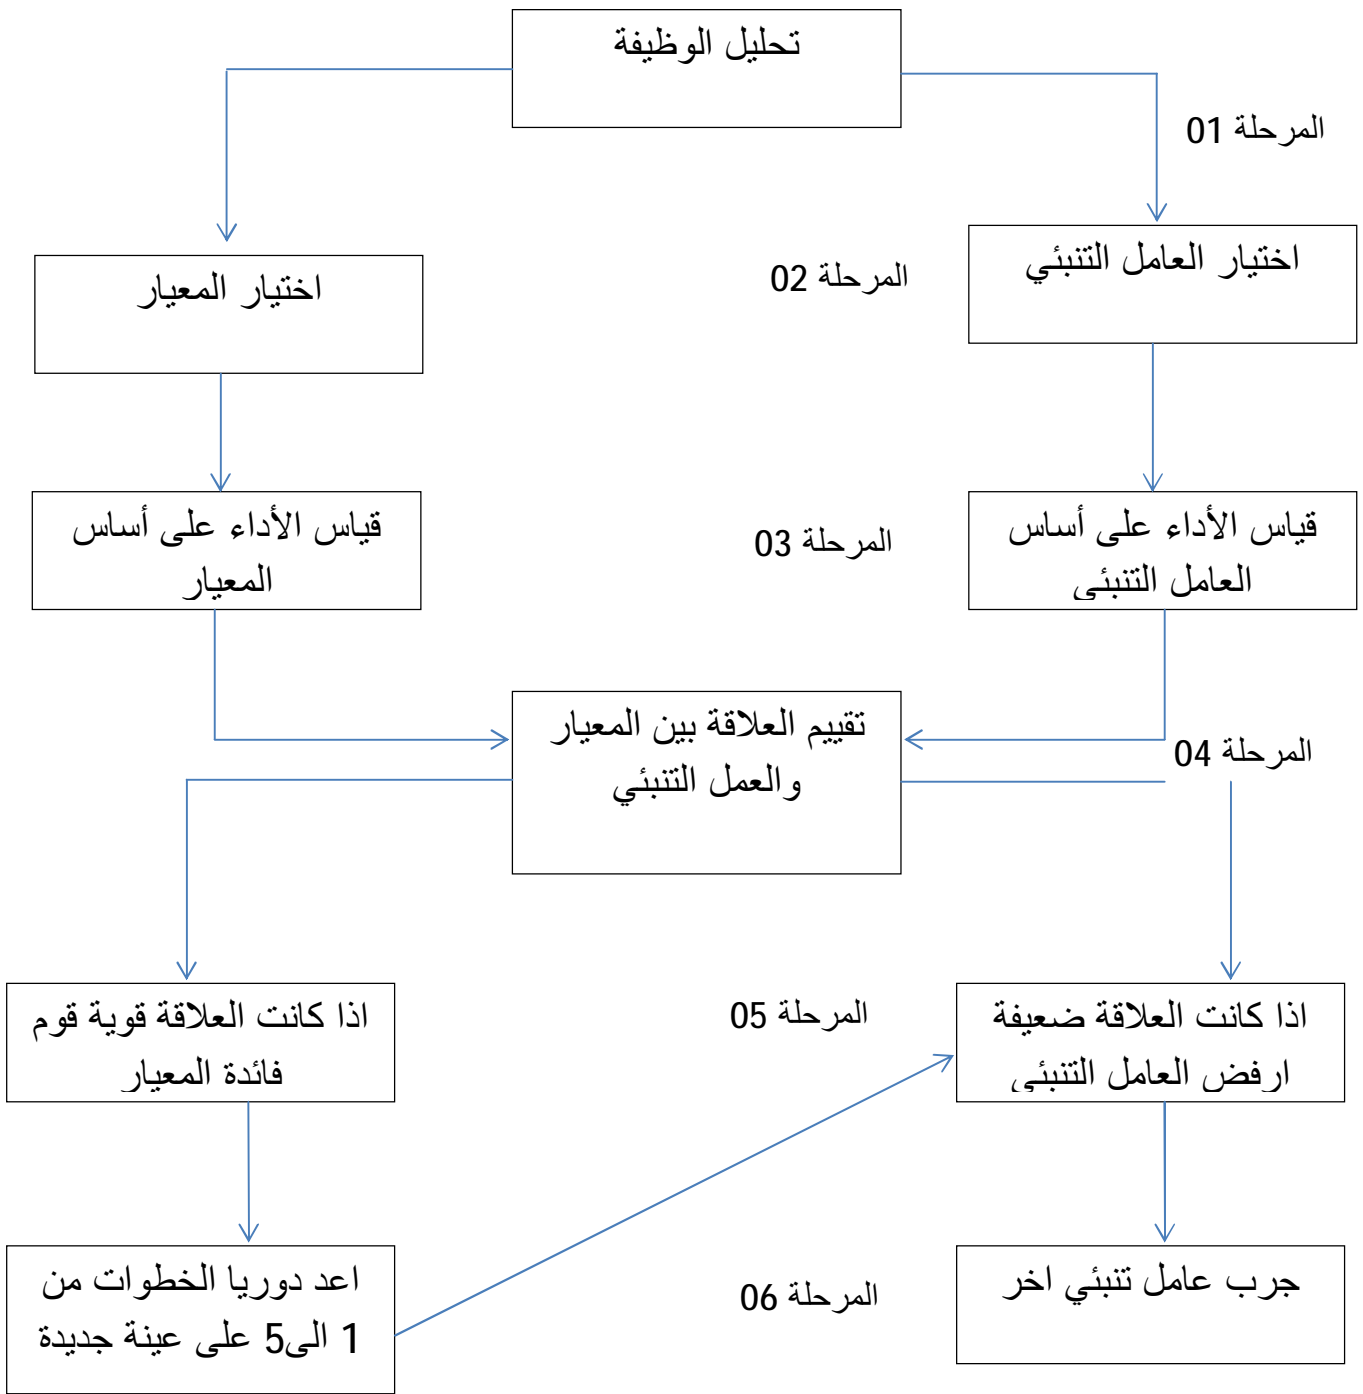 تحليل الوظيفة
المرحلة 01
اختيار العامل التنبئي
المرحلة 02
اختيار المعيار
قياس الأداء على أساس
العامل التنبئي
المرحلة 03
قياس الأداء على أساس
المعيار
تقييم العلاقة بين المعيار
والعمل التنبئي
المرحلة 04
اذا كانت العلاقة ضعيفة
ارفض العامل التنبئي
المرحلة 05
اذا كانت العلاقة قوية قوم
فائدة المعيار
جرب عامل تنبئي اخر
المرحلة 06
اعد دوريا الخطوات من
1 الى5 على عينة جديدة